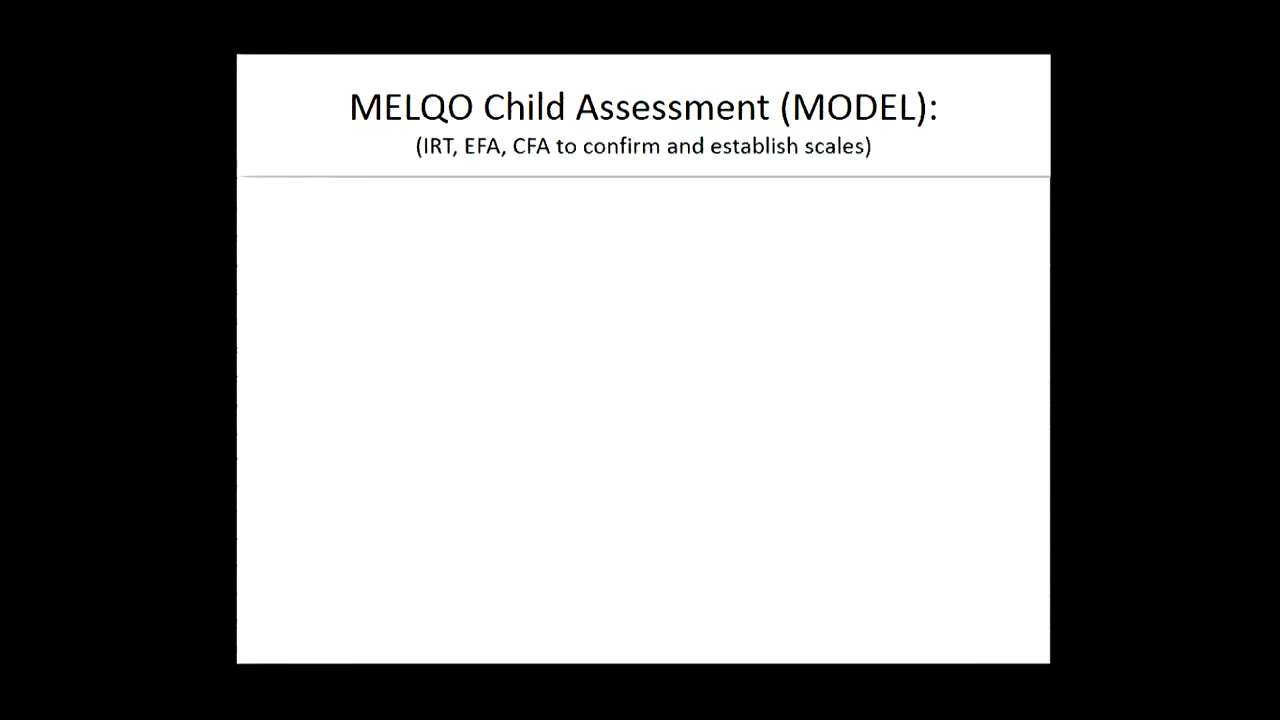 MELQO Child Assessment (MODEL):
(IRT, EFA, CFA to confirm and establish scales)